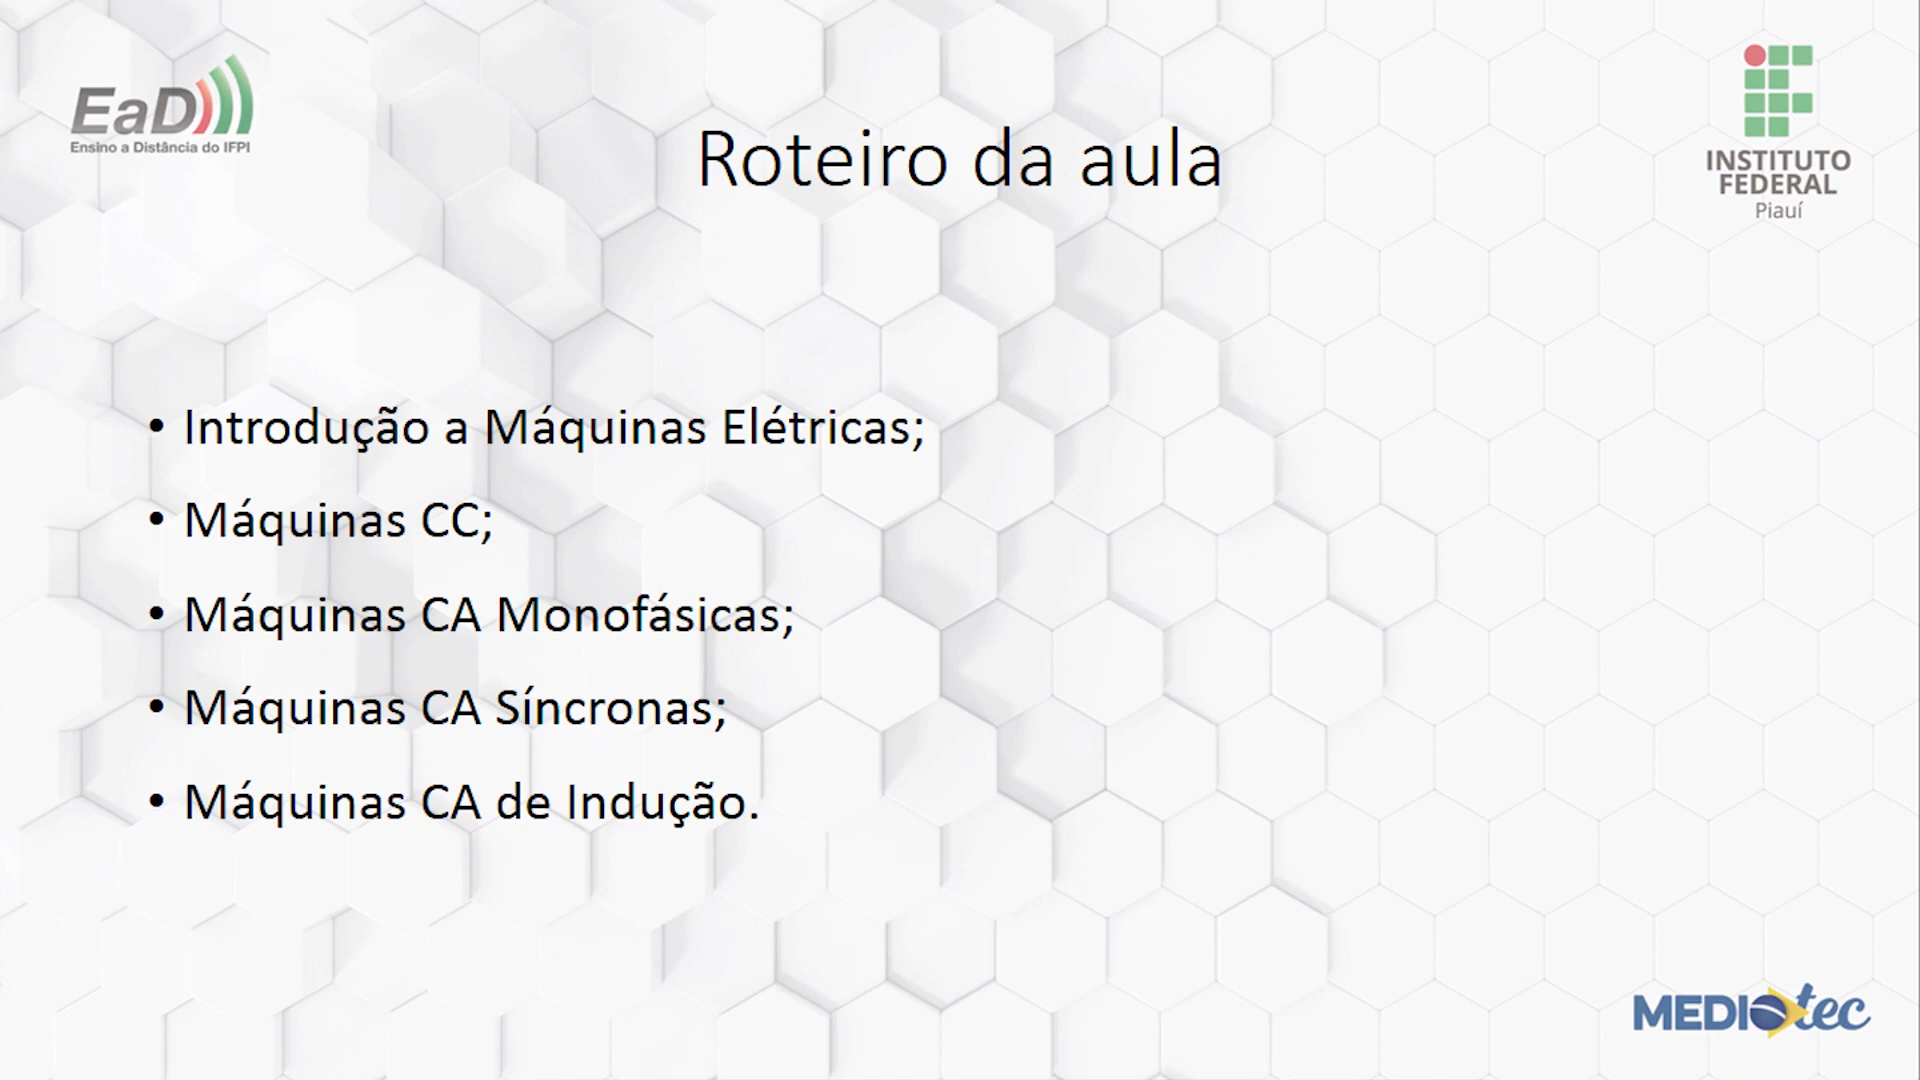 EaD
Ensino a Distância do IFPI
Roteiro da aula
INSTITUTO
FEDERAL
Piauí
• Introdução a Máquinas Elétricas;
• Máquinas CC;
• Máquinas CA Monofásicas;
• Máquinas CA Síncronas;
• Máquinas CA de Indução.
MEDIOtec